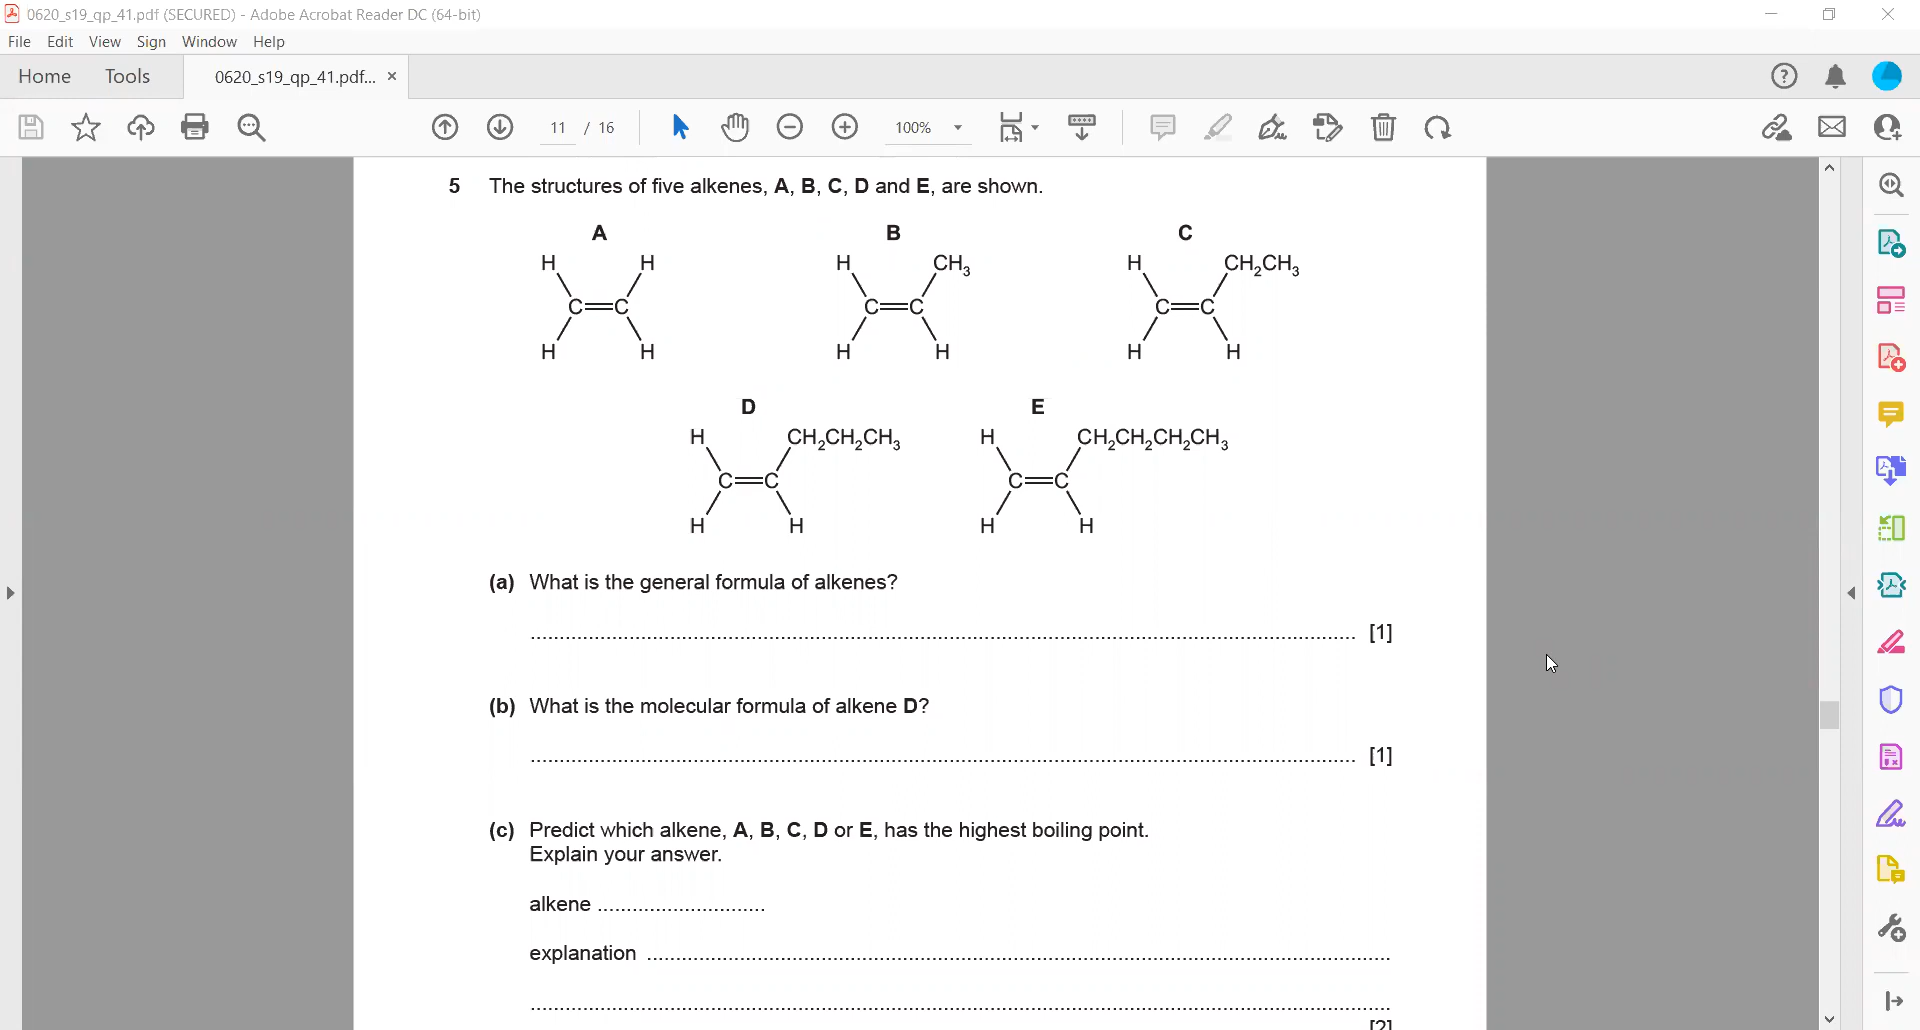 0620_s19_qp_41.pdf (SECURED) - Adobe Acrobat Reader DC (64-bit)
File Edit View Sign Window Help
Home Tools 0620_s19_qp_41.pdf... ×
11 / 16 100%
5 The structures of five alkenes, A, B, C, D and E, are shown.
A B C
H H H CH3 H CH2CH3
C=C C=C C=C
H H H H H H
D E
H CH2CH2CH3 H CH2CH2CH2CH3
C=C C=C
H H H H
(a) What is the general formula of alkenes?
.............................................................................................................................................. [1]
(b) What is the molecular formula of alkene D?
.............................................................................................................................................. [1]
(c) Predict which alkene, A, B, C, D or E, has the highest boiling point.
Explain your answer.
alkene .............................
explanation ................................................................................................................................
....................................................................................................................................................
[2]